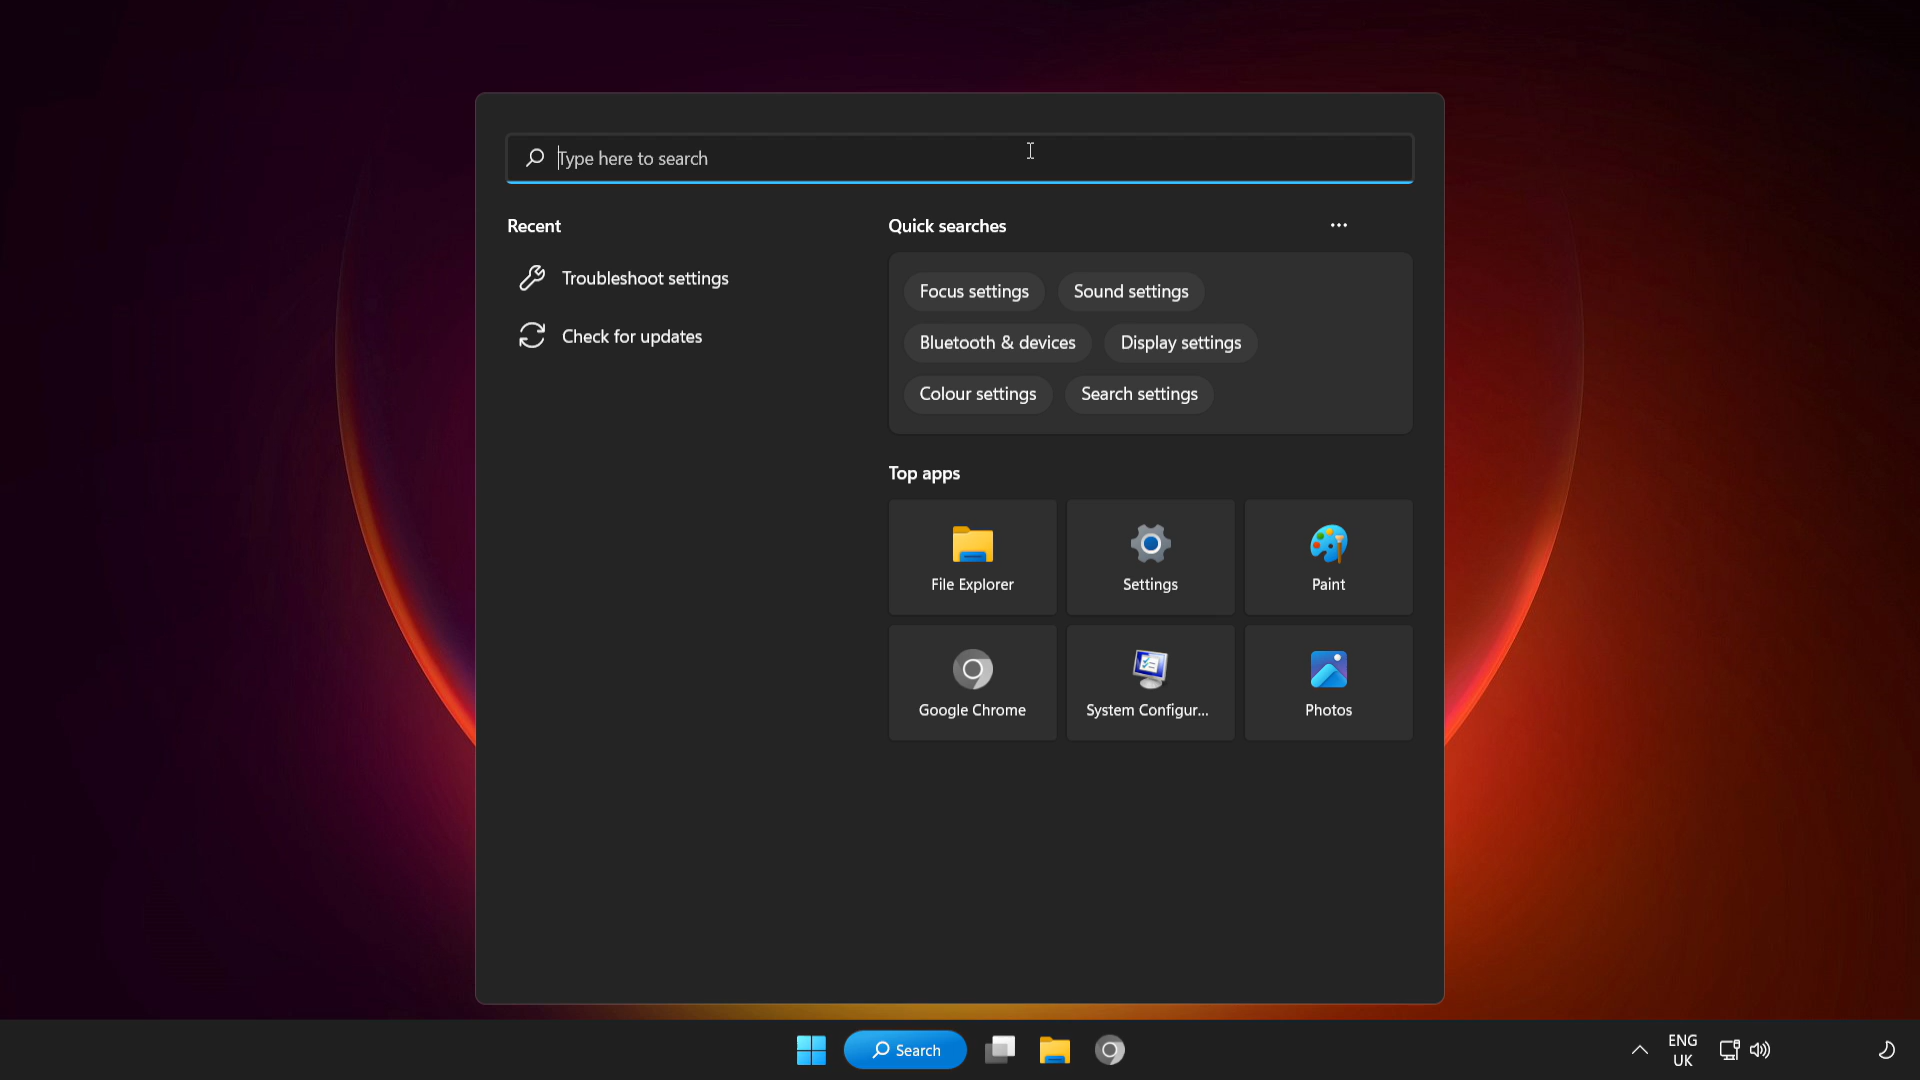 Type here to search
Recent
Troubleshoot settings
Check for updates
Quick searches
Focus settings
Sound settings
Bluetooth & devices
Display settings
Colour settings
Search settings
Top apps
File Explorer
Settings
Paint
Google Chrome
System Configur...
Photos
Search
ENG
UK